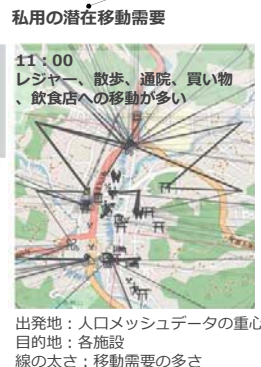 私用の潜在移動需要
11：00
レジャー、散歩、通院、買い物
、飲食店への移動が多い
出発地：人口メッシュデータの重心
目的地：各施設
線の太さ：移動需要の多さ